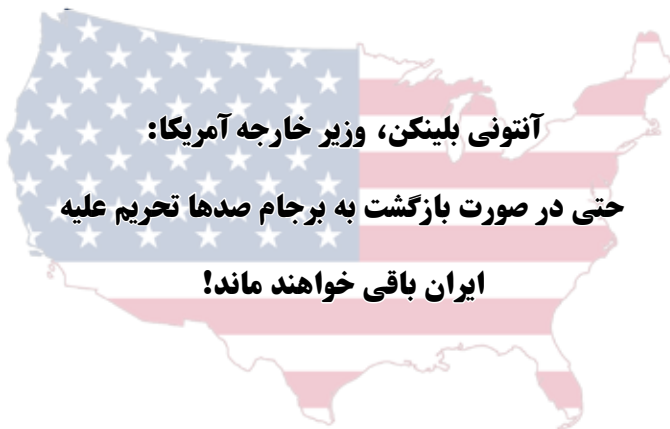 آنتونی بلینکن، وزیر خارجه آمریکا:
حتی در صورت بازگشت به برجام صدها تحریم علیه
ایران باقی خواهند ماند!